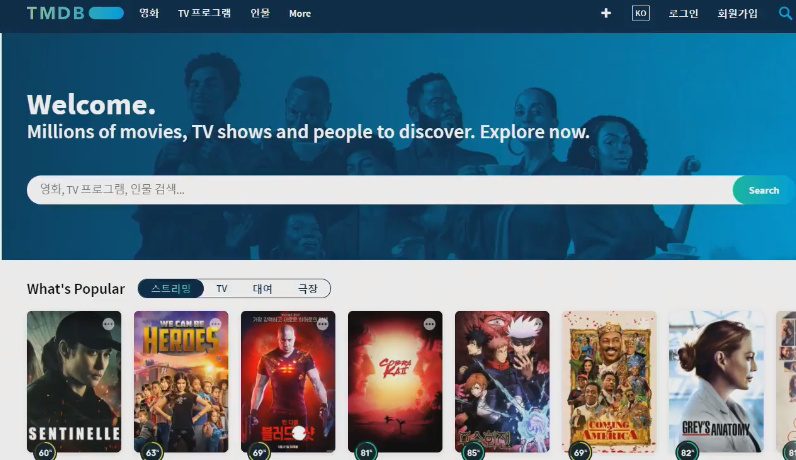 TMDB
영화 TV 프로그램 인물 More
KO 로그인 회원가입
Welcome.
Millions of movies, TV shows and people to discover. Explore now.
영화, TV 프로그램, 인물 검색...
Search
What's Popular 스트리밍 TV 대여 극장
SENTINELLE
WE CAN BE
HEROES
블러드샷
COBRA
KAI
주술회전
COMING
2
AMERICA
GREY'S ANATOMY
60%
63%
69%
81%
85%
69%
82%